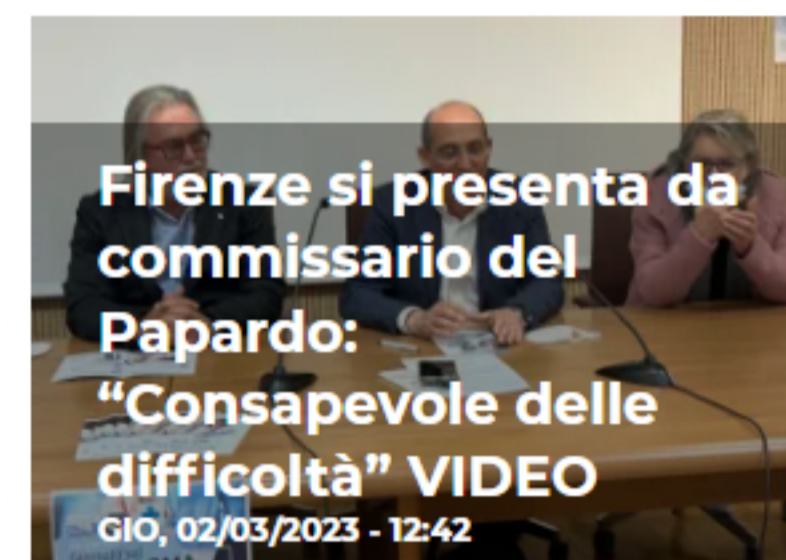 Firenze si presenta da
commissario del
Papardo:
“Consapevole delle
difficoltà” VIDEO
GIO, 02/03/2023 - 12:42